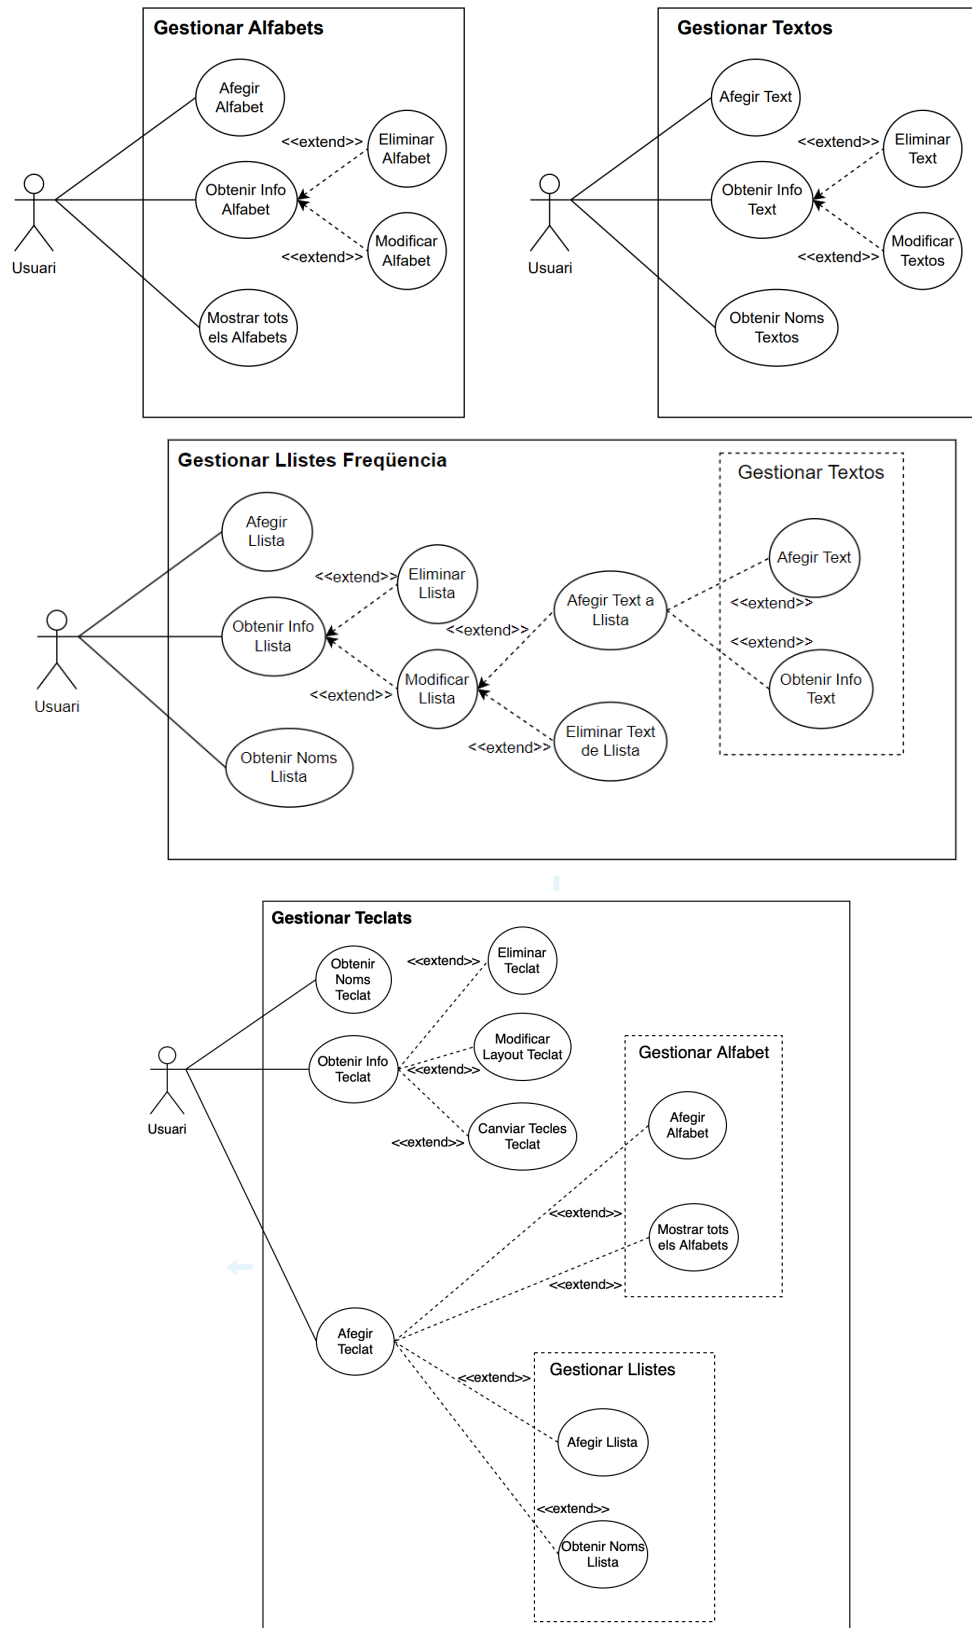 Gestionar Alfabets
Afegir
Alfabet
<<extend>>
Eliminar
Alfabet
Obtenir Info
Alfabet
<<extend>>
Modificar
Alfabet
Usuari
Mostrar tots
els Alfabets
Gestionar Textos
Afegir Text
<<extend>>
Eliminar
Text
Obtenir Info
Text
<<extend>>
Modificar
Textos
Usuari
Obtenir Noms
Textos
Gestionar Llistes Freqüencia
Gestionar Textos
Afegir
Llista
<<extend>>
Eliminar
Llista
Afegir Text
Afegir Text a
Llista
<<extend>>
<<extend>>
Obtenir Info
Llista
<<extend>>
<<extend>>
Modificar
Llista
Obtenir Info
Text
Usuari
Eliminar Text
de Llista
<<extend>>
Obtenir Noms
Llista
Gestionar Teclats
Obtenir
Noms
Teclat
<<extend>>
Eliminar
Teclat
Modificar
Layout Teclat
Obtenir Info
Teclat
<<extend>>
Gestionar Alfabet
Usuari
<<extend>>
Canviar Tecles
Teclat
Afegir
Alfabet
<<extend>>
Mostrar tots
els Alfabets
<<extend>>
Afegir
Teclat
Gestionar Llistes
<<extend>>
Afegir Llista
<<extend>>
Obtenir Noms
Llista